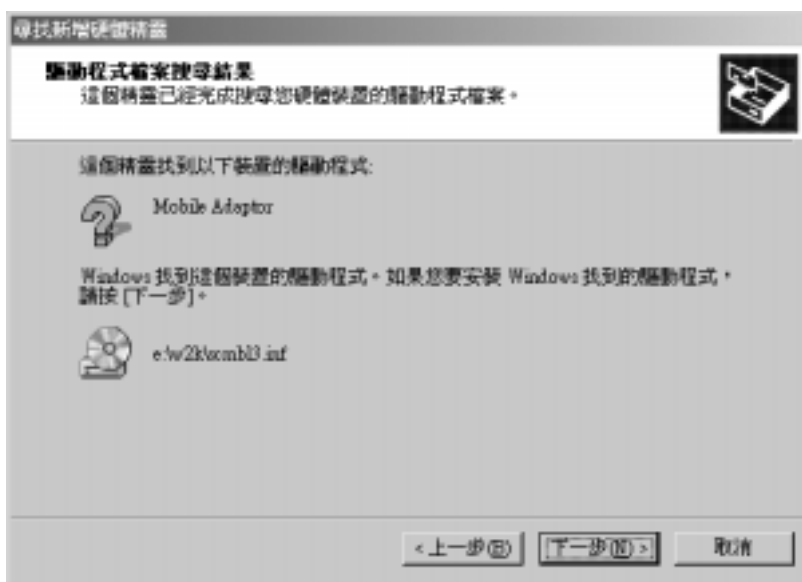 尋找新增硬體精靈
驅動程式檔案搜尋結果
這個精靈已經完成搜尋您硬體裝置的驅動程式檔案。
這個精靈找到以下裝置的驅動程式:
Mobile Adaptor
Windows 找到這個裝置的驅動程式。如果您要安裝 Windows 找到的驅動程式,
請按 [下一步]。
e:\w2k\scmbl3.inf
< 上一步(B)
下一步(N) >
取消